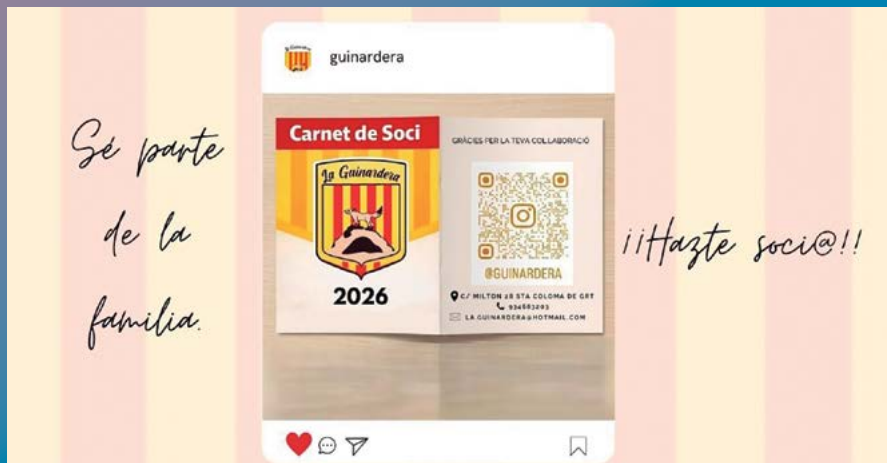 Sé parte
de la
familia.
guinardera
Carnet de Soci
La Guinardera
2026
GRÀCIES PER LA TEVA COL.LABORACIÓ
@GUINARDERA
C/ MILTON 28 STA COLOMA DE GRT
934683203
LA.GUINARDERA@HOTMAIL.COM
¡¡Hazte soci@!!